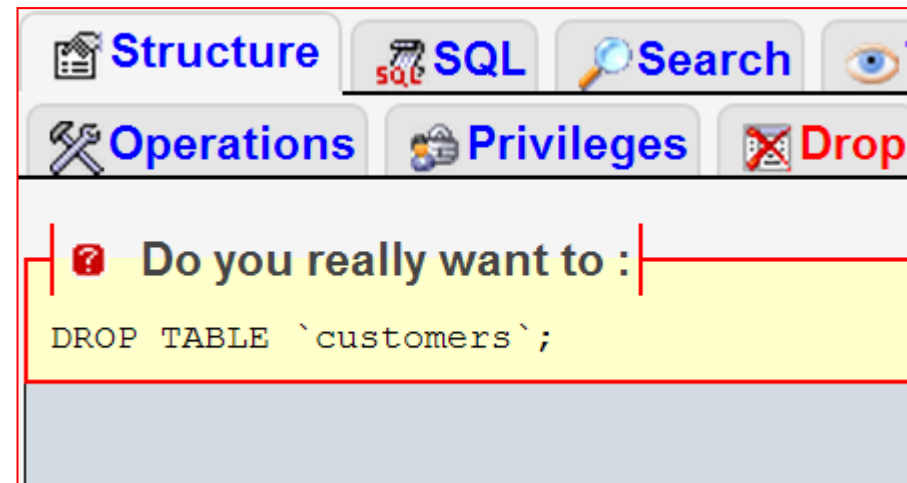 Structure SQL Search
Operations Privileges Drop
Do you really want to :
DROP TABLE `customers`;